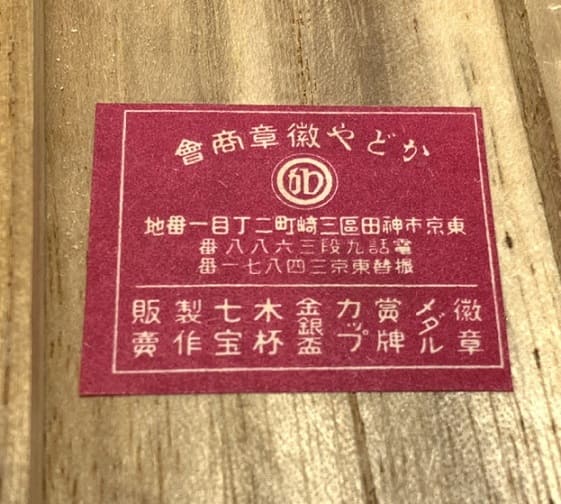 かどや徽章商會
東京市神田區三崎町二丁目一番地
電話九段三六八八番
振替東京三四八七一番
徽章
メダル
賞牌
カップ
金銀盃
木杯
七宝
製作
販賣